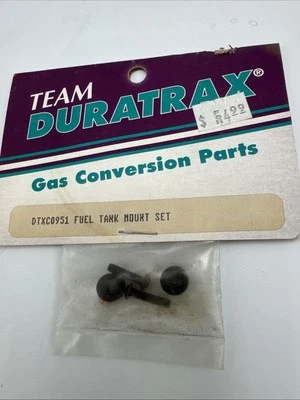 TEAM
DURATRAX®
Gas Conversion Parts
DTXC0951 FUEL TANK MOUNT SET